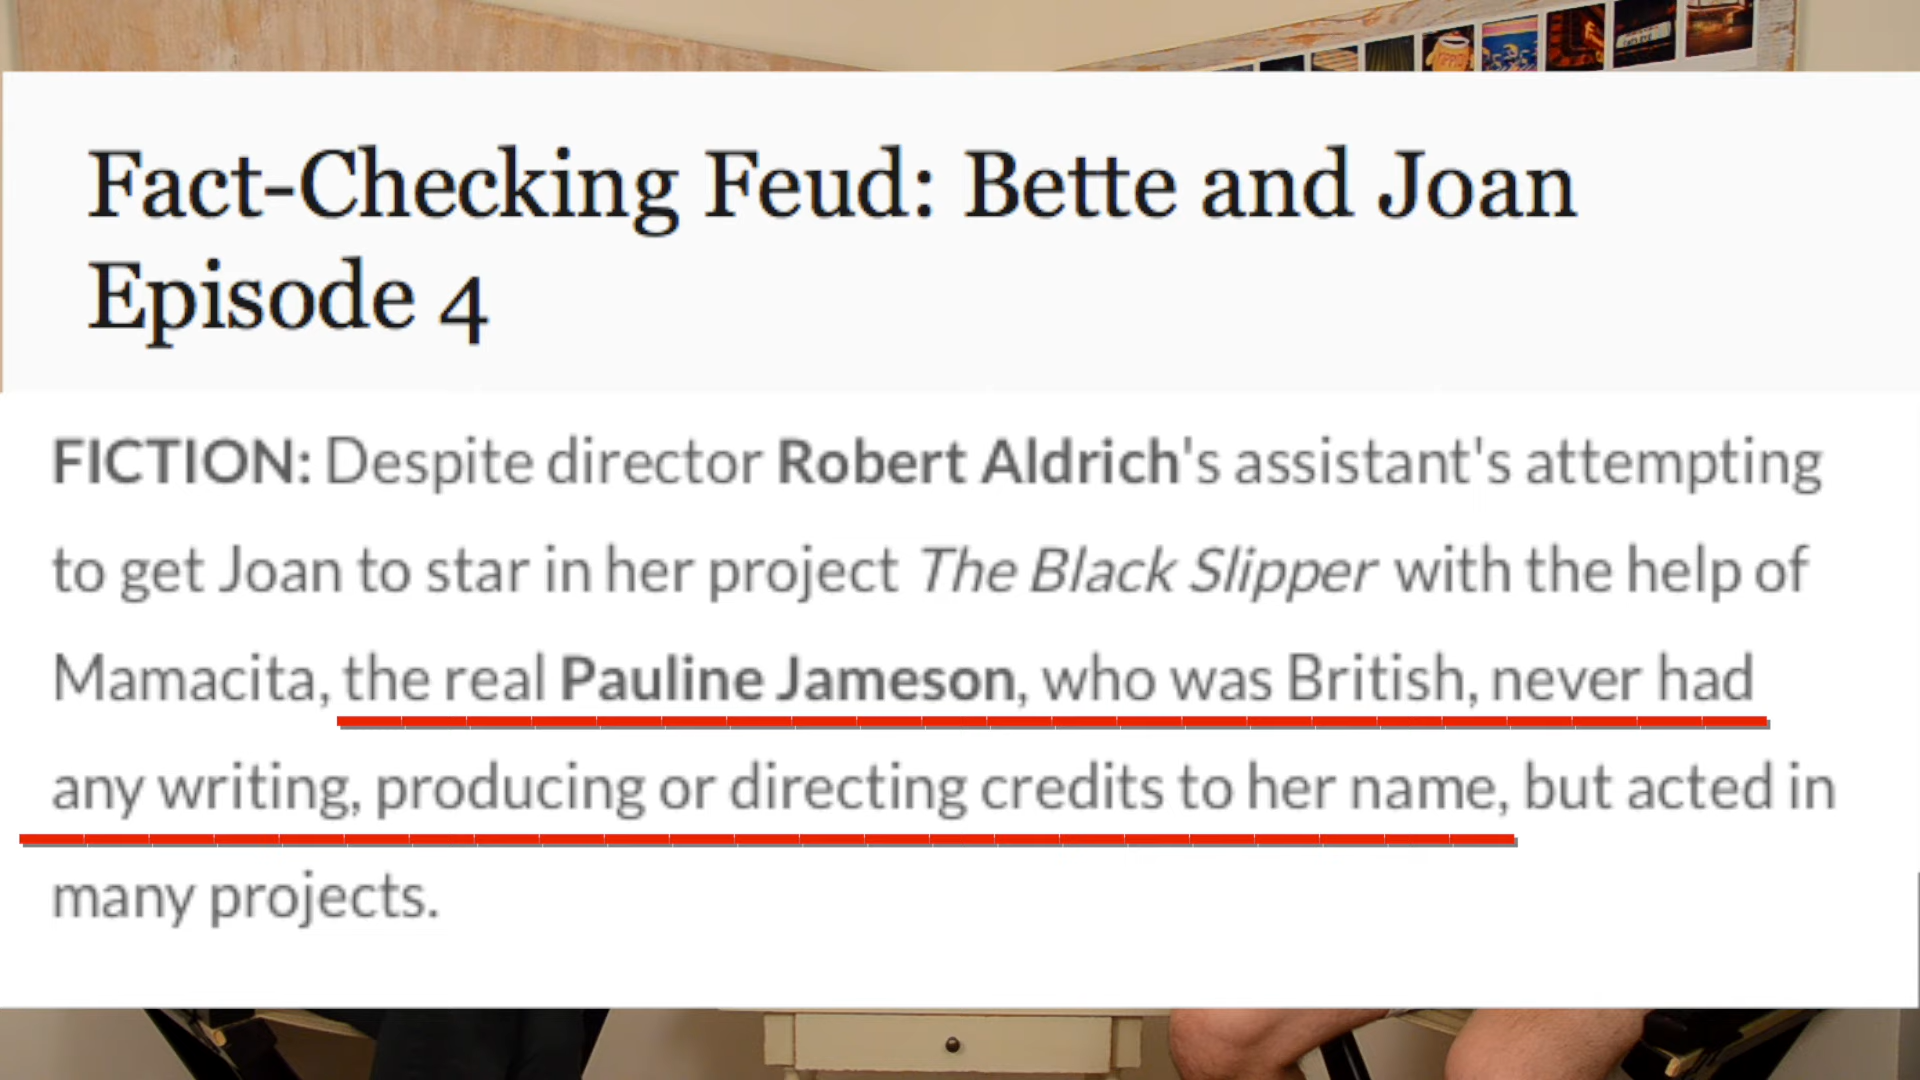 Fact-Checking Feud: Bette and Joan
Episode 4
FICTION: Despite director Robert Aldrich's assistant's attempting
to get Joan to star in her project The Black Slipper with the help of
Mamacita, the real Pauline Jameson, who was British, never had
any writing, producing or directing credits to her name, but acted in
many projects.